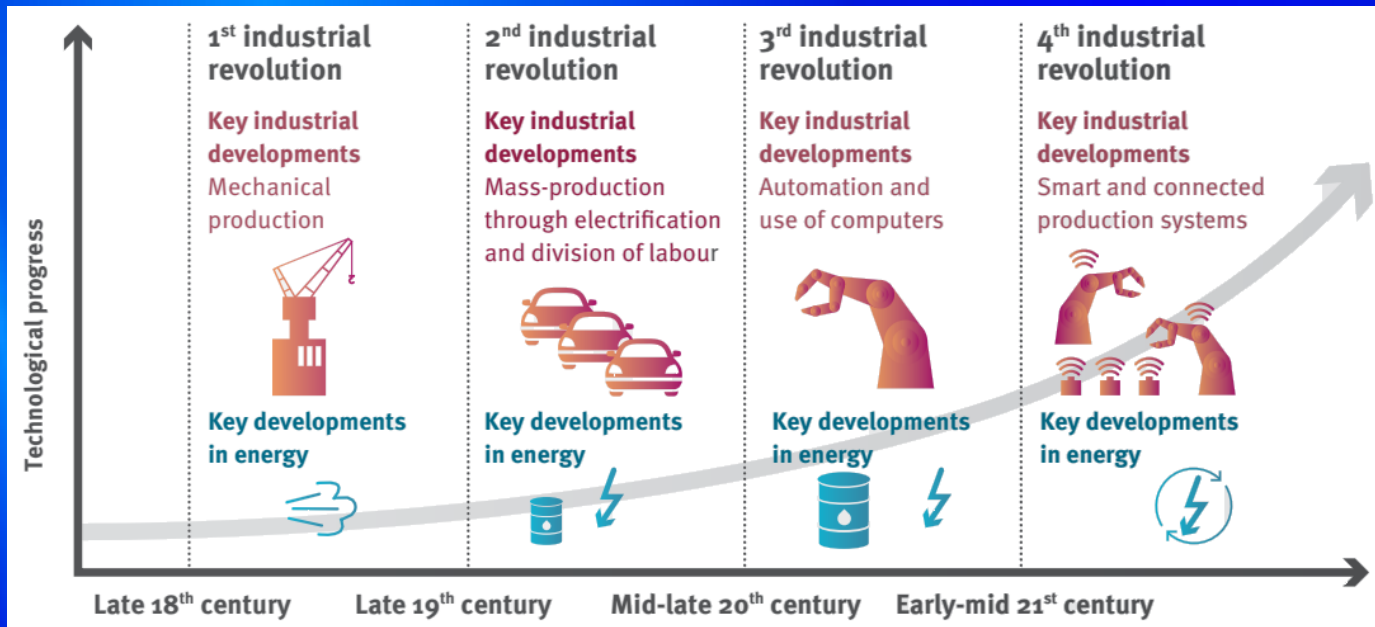 1st industrial
revolution
Key industrial
developments
Mechanical
production
Key developments
in energy
2nd industrial
revolution
Key industrial
developments
Mass-production
through electrification
and division of labour
Key developments
in energy
3rd industrial
revolution
Key industrial
developments
Automation and
use of computers
Key developments
in energy
4th industrial
revolution
Key industrial
developments
Smart and connected
production systems
Key developments
in energy
Technological progress
Late 18th century
Late 19th century
Mid-late 20th century
Early-mid 21st century